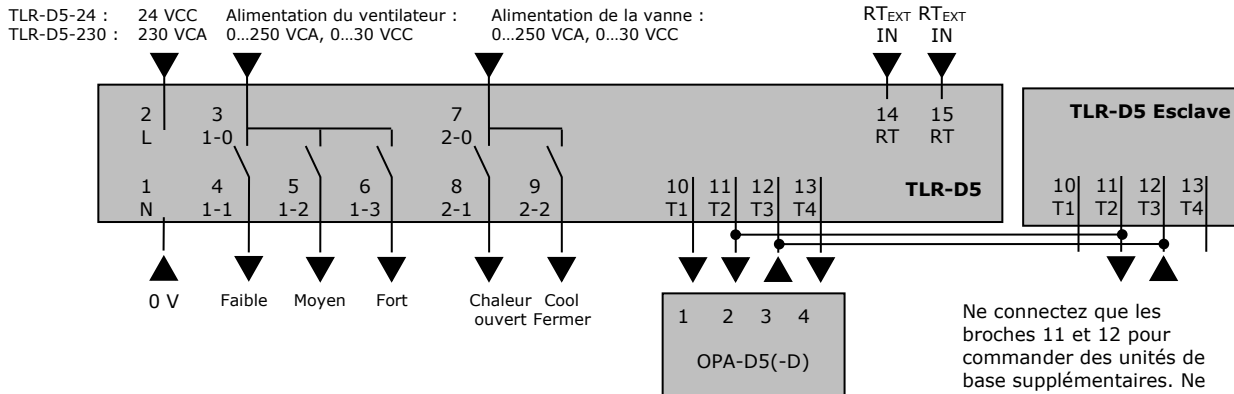 TLR-D5-24 : 24 VCC Alimentation du ventilateur : Alimentation de la vanne : RTEXT RTEXT
TLR-D5-230 : 230 VCA 0...250 VCA, 0...30 VCC 0...250 VCA, 0...30 VCC IN IN
2 3 7 14 15 TLR-D5 Esclave
L 1-0 2-0 RT RT
1 4 5 6 8 9 10 11 12 13 TLR-D5 10 11 12 13
N 1-1 1-2 1-3 2-1 2-2 T1 T2 T3 T4 T1 T2 T3 T4
0 V Faible Moyen Fort Chaleur Cool
ouvert Fermer
1 2 3 4
OPA-D5(-D)
Ne connectez que les
broches 11 et 12 pour
commander des unités de
base supplémentaires. Ne